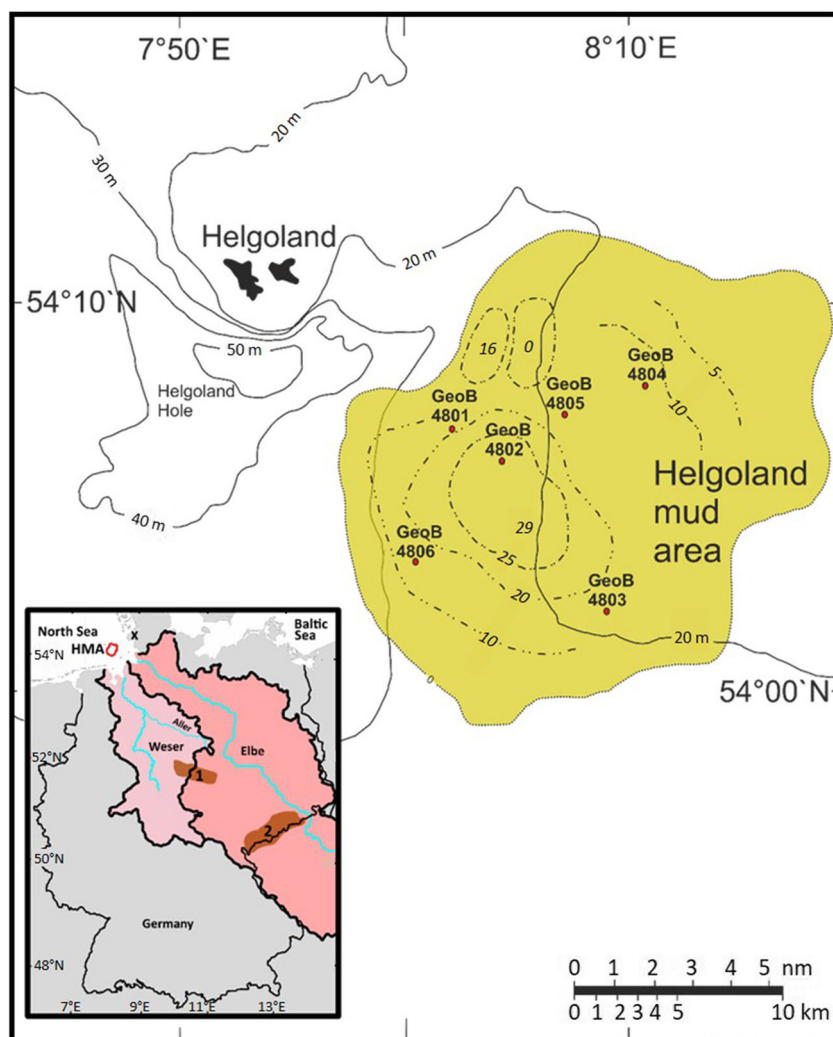 7°50`E
8°10`E
20 m
30 m
Helgoland
20 m
54°10`N
50 m
Helgoland
Hole
16
0
GeoB
4804
5
10
GeoB
4805
GeoB
4801
GeoB
4802
Helgoland
mud
area
40 m
29
GeoB
4806
25
20
GeoB
4803
10
20 m
0
54°00`N
North Sea
x
Baltic
Sea
HMA
54°N
Aller
Weser
Elbe
52°N
1
2
50°N
Germany
48°N
7°E
9°E
11°E
13°E
0 1 2 3 4 5 nm
0 1 2 3 4 5 10 km